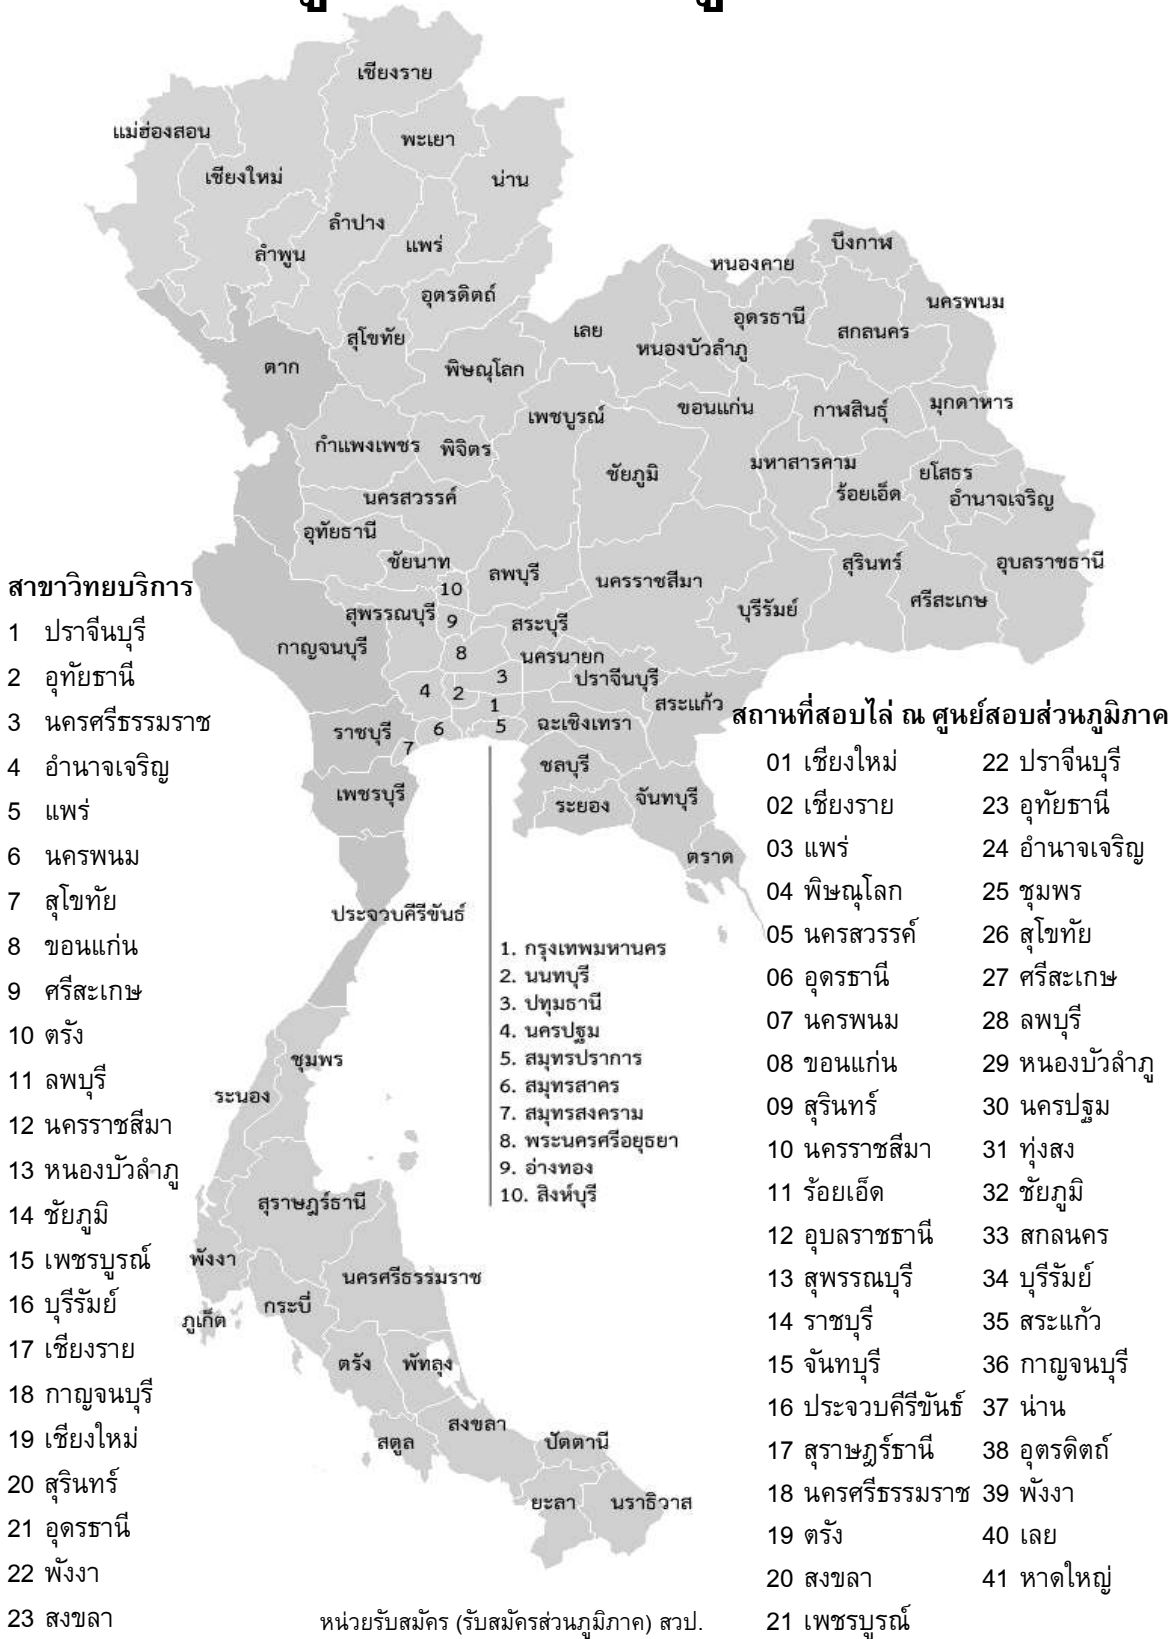 เชียงราย
แม่ฮ่องสอน
พะเยา
เชียงใหม่
น่าน
ลำปาง
แพร่
ลำพูน
บึงกาฬ
หนองคาย
อุตรดิตถ์
นครพนม
อุดรธานี
เลย
สกลนคร
สุโขทัย
หนองบัวลำภู
ตาก
พิษณุโลก
เพชบูรณ์
ขอนแก่น
กาฬสินธุ์
มุกดาหาร
กำแพงเพชร
พิจิตร
ชัยภูมิ
มหาสารคาม
ยโสธร
ร้อยเอ็ด
อำนาจเจริญ
นครสวรรค์
อุทัยธานี
ชัยนาท
ลพบุรี
นครราชสีมา
สุรินทร์
อุบลราชธานี
บุรีรัมย์
ศรีสะเกษ
10
สุพรรณบุรี
9
สระบุรี
กาญจนบุรี
8
นครนายก
3
ปราจีนบุรี
4
2
1
สระแก้ว
ราชบุรี
6
5
ฉะเชิงเทรา
7
ชลบุรี
เพชรบุรี
ระยอง
จันทบุรี
ตราด
ประจวบคีรีขันธ์
ชุมพร
ระนอง
สุราษฎร์ธานี
พังงา
นครศรีธรรมราช
กระบี่
ภูเก็ต
ตรัง
พัทลุง
สงขลา
สตูล
ปัตตานี
ยะลา
นราธิวาส
1. กรุงเทพมหานคร
2. นนทบุรี
3. ปทุมธานี
4. นครปฐม
5. สมุทรปราการ
6. สมุทรสาคร
7. สมุทรสงคราม
8. พระนครศรีอยุธยา
9. อ่างทอง
10. สิงห์บุรี
สาขาวิทยบริการ
1 ปราจีนบุรี
2 อุทัยธานี
3 นครศรีธรรมราช
4 อำนาจเจริญ
5 แพร่
6 นครพนม
7 สุโขทัย
8 ขอนแก่น
9 ศรีสะเกษ
10 ตรัง
11 ลพบุรี
12 นครราชสีมา
13 หนองบัวลำภู
14 ชัยภูมิ
15 เพชรบูรณ์
16 บุรีรัมย์
17 เชียงราย
18 กาญจนบุรี
19 เชียงใหม่
20 สุรินทร์
21 อุดรธานี
22 พังงา
23 สงขลา
สถานที่สอบไล่ ณ ศูนย์สอบส่วนภูมิภาค
01 เชียงใหม่
02 เชียงราย
03 แพร่
04 พิษณุโลก
05 นครสวรรค์
06 อุดรธานี
07 นครพนม
08 ขอนแก่น
09 สุรินทร์
10 นครราชสีมา
11 ร้อยเอ็ด
12 อุบลราชธานี
13 สุพรรณบุรี
14 ราชบุรี
15 จันทบุรี
16 ประจวบคีรีขันธ์
17 สุราษฎร์ธานี
18 นครศรีธรรมราช
19 ตรัง
20 สงขลา
21 เพชรบูรณ์
22 ปราจีนบุรี
23 อุทัยธานี
24 อำนาจเจริญ
25 ชุมพร
26 สุโขทัย
27 ศรีสะเกษ
28 ลพบุรี
29 หนองบัวลำภู
30 นครปฐม
31 ทุ่งสง
32 ชัยภูมิ
33 สกลนคร
34 บุรีรัมย์
35 สระแก้ว
36 กาญจนบุรี
37 น่าน
38 อุตรดิตถ์
39 พังงา
40 เลย
41 หาดใหญ่
หน่วยรับสมัคร (รับสมัครส่วนภูมิภาค) สวป.